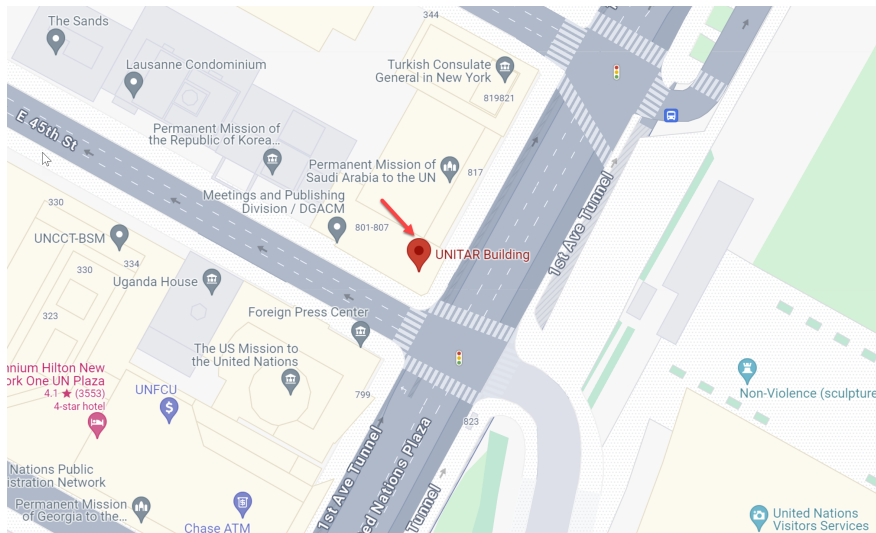 344
The Sands
Lausanne Condominium
Turkish Consulate
General in New York
819821
E 45th St
Permanent Mission of
the Republic of Korea...
Permanent Mission of
Saudi Arabia to the UN
817
Meetings and Publishing
Division / DGACM
801-807
1st Ave Tunnel
330
UNCCT-BSM
334
330
UNITAR Building
Uganda House
323
Foreign Press Center
The US Mission to
the United Nations
nnium Hilton New
ork One UN Plaza
4.1 ★ (3553)
4-star hotel
UNFCU
799
823
Non-Violence (sculpture
1st Ave Tunnel
ed Nations Plaza
Tunnel
Nations Public
istration Network
Permanent Mission
of Georgia to the...
Chase ATM
United Nations
Visitors Services